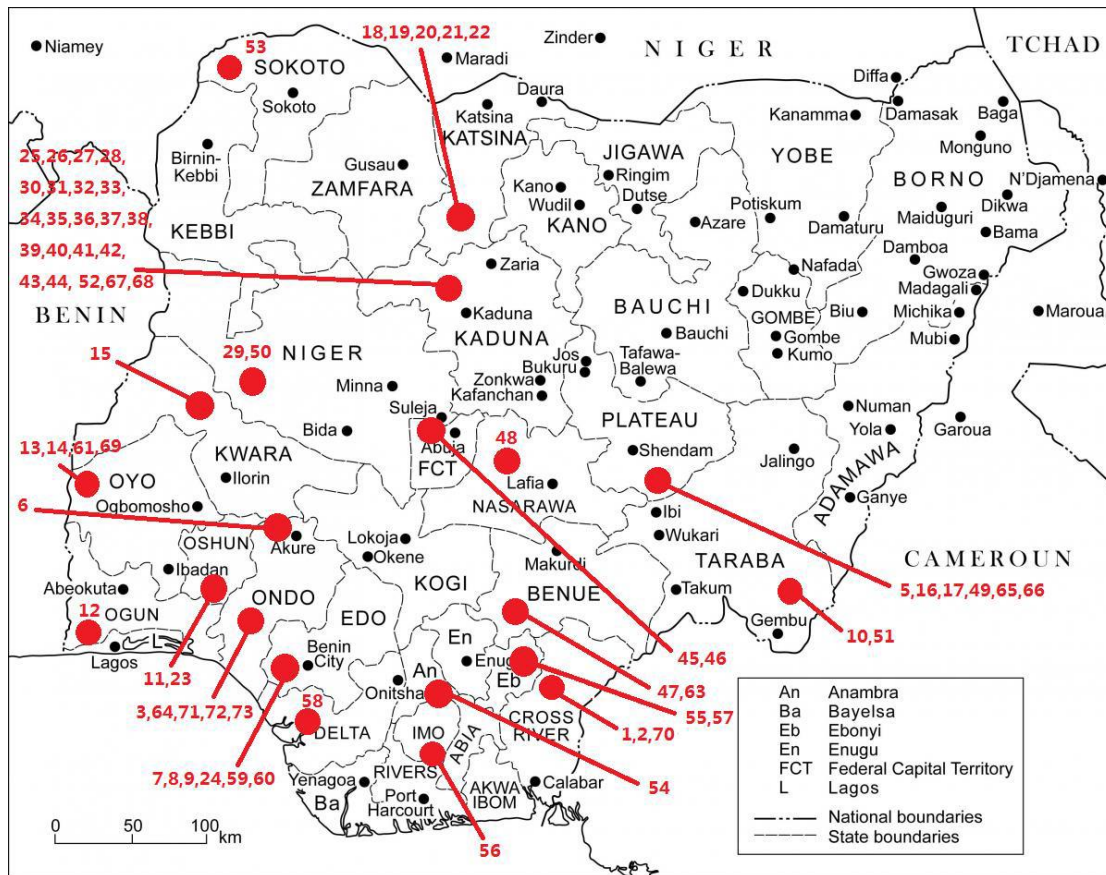 53
18,19,20,21,22
Niamey
SOKOTO
Sokoto
Maradi
Zinder
NIGER
TCHAD
Diffa
Damasak
Baga
Daura
Katsina
KATSINA
Kanamma
Monguno
Birnin-
Kebbi
Gusau
ZAMFARA
JIGAWA
Ringim
YOBE
BORNO
N'Djamena
25,26,27,28,
30,31,32,33,
34,35,36,37,38,
39,40,41,42,
43,44, 52,67,68
KEBBI
Kano
Wudil
KANO
Dutse
Azare
Potiskum
Damaturu
Maiduguri
Dikwa
Bama
Damboa
Zaria
Nafada
Gwoza
Madagali
BENIN
Kaduna
KADUNA
BAUCHI
Bauchi
Dukku
GOMBE
Gombe
Kumo
Biu
Michika
Mubi
Maroua
15
29,50
NIGER
Minna
Jos
Bukuru
Tafawa-
Balewa
Zonkwa
Kafanchan
Suleja
Bida
Abuja
FCT
48
PLATEAU
Shendam
Numan
Yola
Garoua
Jalingo
ADAMAWA
13,14,61,69
OYO
KWARA
Ilorin
Ogbomosho
Lafia
NASARAWA
Ibi
Wukari
Ganye
6
OSHUN
Akure
Lokoja
Okene
Makurdi
TARABA
CAMEROUN
Ibadan
Abeokuta
OGUN
12
L
Lagos
ONDO
KOGI
EDO
BENUE
Takum
Gembu
5,16,17,49,65,66
10,51
11,23
3,64,71,72,73
Benin
City
En
Enugu
An
Eb
Onitsha
45,46
47,63
55,57
1,2,70
58
DELTA
CROSS
RIVER
IMO
ABIA
7,8,9,24,59,60
54
Yenagoa
Ba
RIVERS
Port
Harcourt
AKWA
IBOM
Calabar
56
0 50 100
km
An Anambra
Ba Bayelsa
Eb Ebonyi
En Enugu
FCT Federal Capital Territory
L Lagos
National boundaries
State boundaries